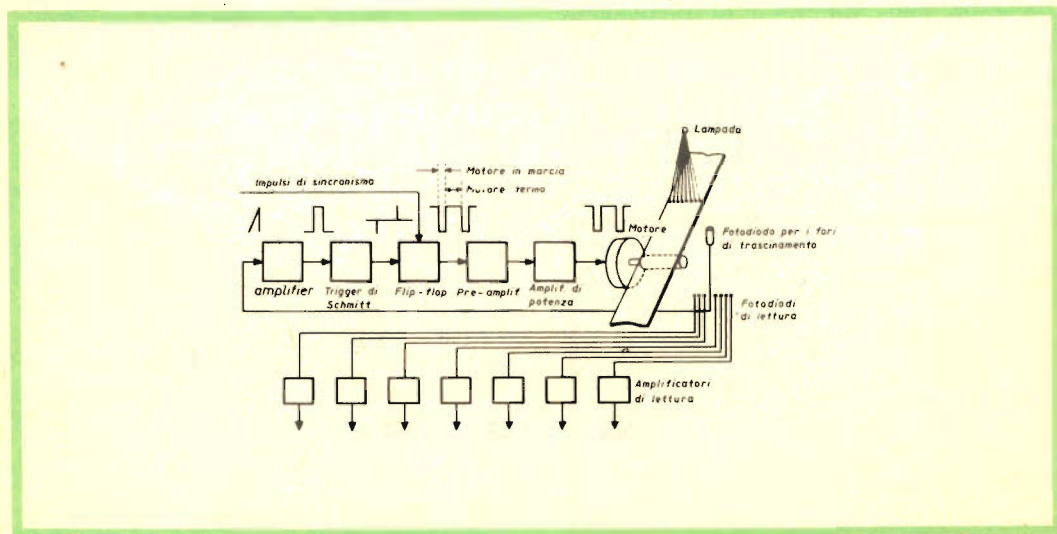 Lampada
Motore in marcia
Motore fermo
Impulsi di sincronismo
Motore
Fotodiodo per i fori
di trascinamento
amplifier
Trigger di
Schmitt
Flip-flop
Pre-amplif
Amplif. di
potenza
Fotodiodi
di lettura
Amplificatori
di lettura